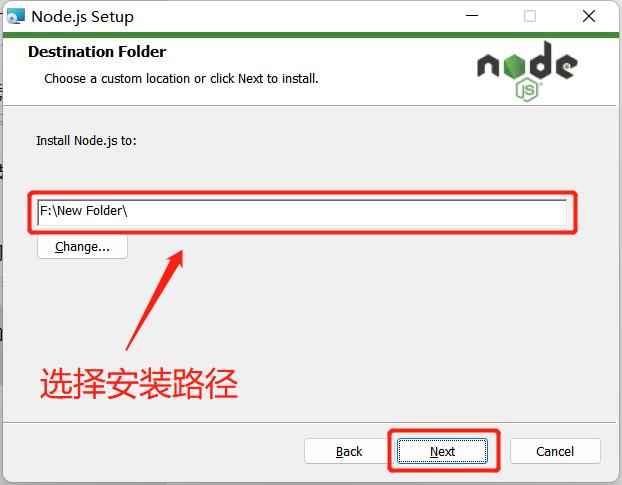 Node.js Setup
Destination Folder
Choose a custom location or click Next to install.
node
JS
Install Node.js to:
F:\New Folder\
Change...
选择安装路径
Back
Next
Cancel